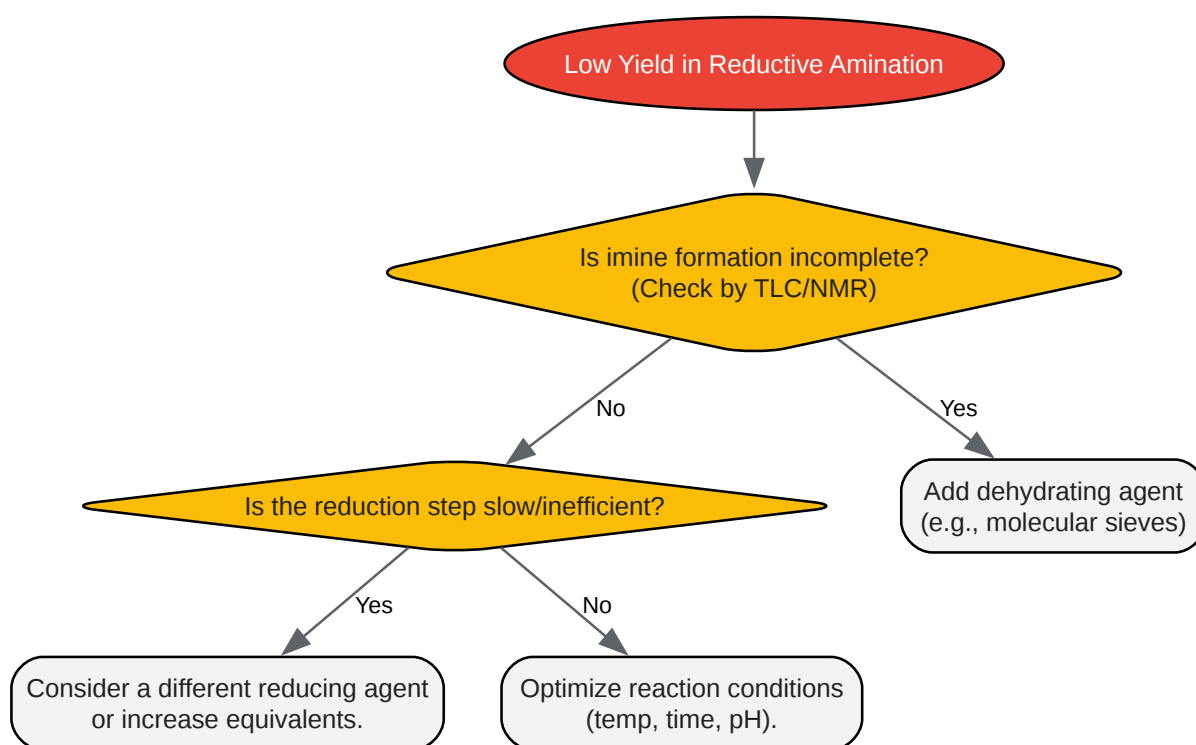 Low Yield in Reductive Amination
Is imine formation incomplete?
(Check by TLC/NMR)
No
Yes
Is the reduction step slow/inefficient?
Add dehydrating agent
(e.g., molecular sieves)
Yes
No
Consider a different reducing agent
or increase equivalents.
Optimize reaction conditions
(temp, time, pH).